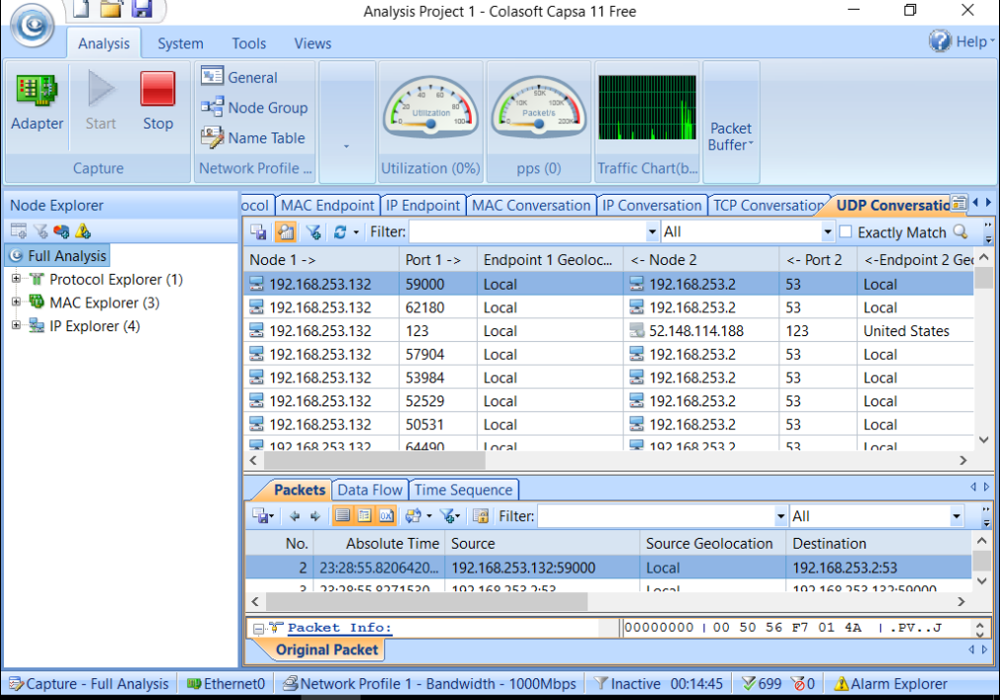 Analysis Project 1 - Colasoft Capsa 11 Free
Analysis System Tools Views Help
Adapter Start Stop
Capture
General
Node Group
Name Table
Network Profile ...
20 40 60 80 100
Utilization
Utilization (0%)
0 10K 50K 100K 200K
Packet/s
pps (0)
Traffic Chart(b...
Packet
Buffer
Node Explorer
Full Analysis
Protocol Explorer (1)
MAC Explorer (3)
IP Explorer (4)
ocol MAC Endpoint IP Endpoint MAC Conversation IP Conversation TCP Conversation UDP Conversatio
Filter: All Exactly Match
Node 1 -> Port 1 -> Endpoint 1 Geoloc... <- Node 2 <- Port 2 <-Endpoint 2 Geo
192.168.253.132 59000 Local 192.168.253.2 53 Local
192.168.253.132 62180 Local 192.168.253.2 53 Local
192.168.253.132 123 Local 52.148.114.188 123 United States
192.168.253.132 57904 Local 192.168.253.2 53 Local
192.168.253.132 53984 Local 192.168.253.2 53 Local
192.168.253.132 52529 Local 192.168.253.2 53 Local
192.168.253.132 50531 Local 192.168.253.2 53 Local
192.168.253.132 64490 Local 192.168.253.2 53 Local
Packets Data Flow Time Sequence
Filter: All
No. Absolute Time Source Source Geolocation Destination
2 23:28:55.8206420... 192.168.253.132:59000 Local 192.168.253.2:53
3 23:28:55.8271530 192.168.253.2:53 Local 192.168.253.132:59000
Packet Info: 00000000 | 00 50 56 F7 01 4A | .PV..J
Original Packet
Capture - Full Analysis Ethernet0 Network Profile 1 - Bandwidth - 1000Mbps Inactive 00:14:45 699 0 Alarm Explorer